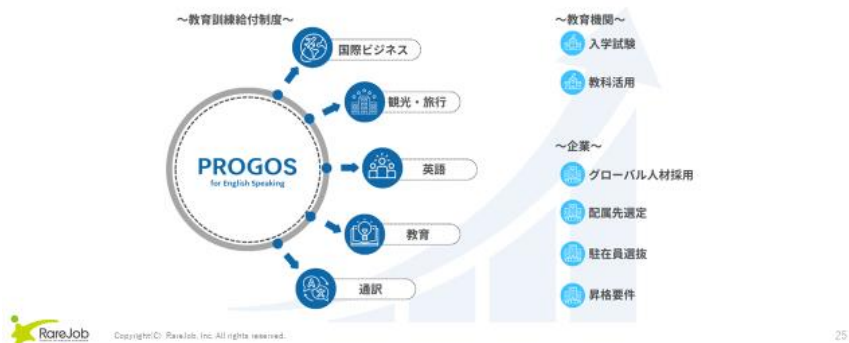 ～教育訓練給付制度～
国際ビジネス
観光・旅行
英語
教育
通訳
PROGOS
for English Speaking
～教育機関～
入学試験
教科活用
～企業～
グローバル人材採用
配属先選定
駐在員選抜
昇格要件
RareJob
Copyright(C) RareJob, Inc. All rights reserved.
25